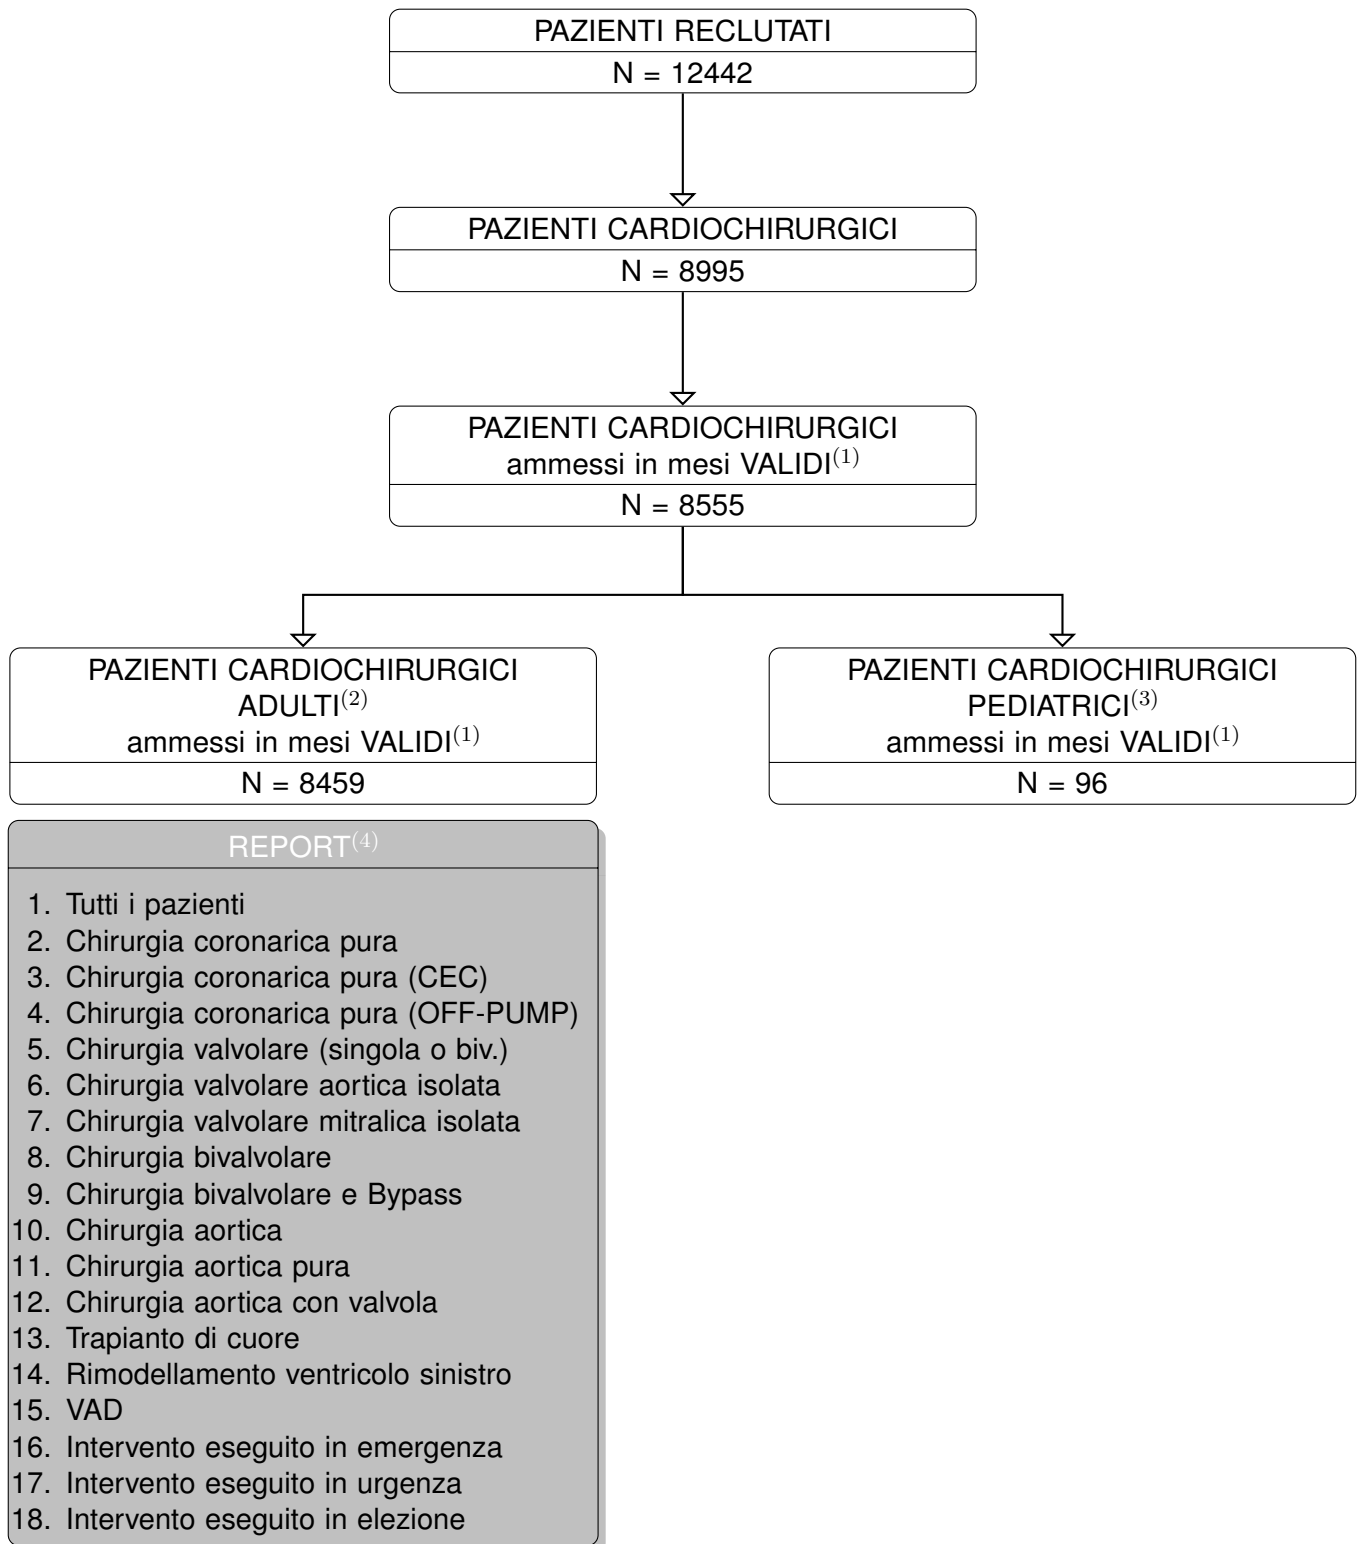 PAZIENTI RECLUTATI
N = 12442
PAZIENTI CARDIOCHIRURGICI
N = 8995
PAZIENTI CARDIOCHIRURGICI
ammessi in mesi VALIDI(1)
N = 8555
PAZIENTI CARDIOCHIRURGICI
ADULTI(2)
ammessi in mesi VALIDI(1)
N = 8459
PAZIENTI CARDIOCHIRURGICI
PEDIATRICI(3)
ammessi in mesi VALIDI(1)
N = 96
REPORT(4)
1. Tutti i pazienti
2. Chirurgia coronarica pura
3. Chirurgia coronarica pura (CEC)
4. Chirurgia coronarica pura (OFF-PUMP)
5. Chirurgia valvolare (singola o biv.)
6. Chirurgia valvolare aortica isolata
7. Chirurgia valvolare mitralica isolata
8. Chirurgia bivalvolare
9. Chirurgia bivalvolare e Bypass
10. Chirurgia aortica
11. Chirurgia aortica pura
12. Chirurgia aortica con valvola
13. Trapianto di cuore
14. Rimodellamento ventricolo sinistro
15. VAD
16. Intervento eseguito in emergenza
17. Intervento eseguito in urgenza
18. Intervento eseguito in elezione